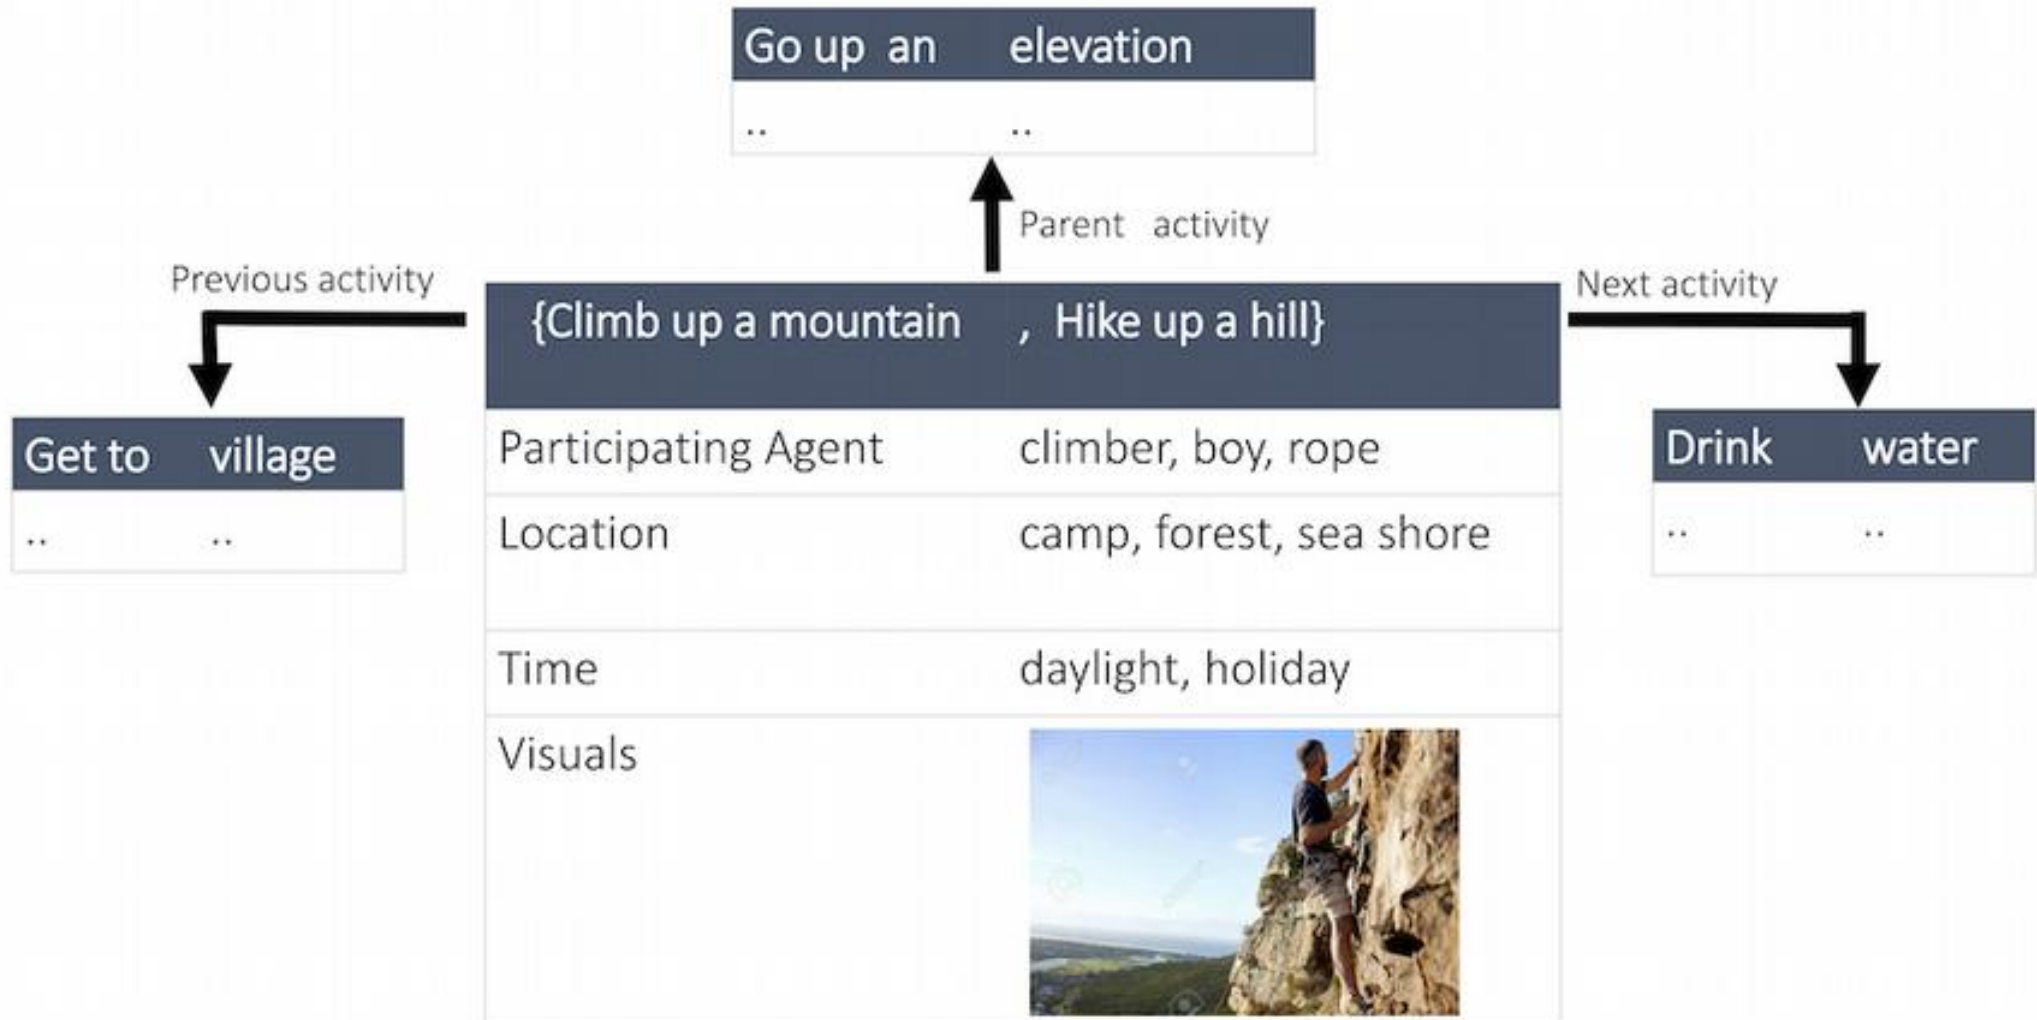 Go up an elevation
.. ..
Parent activity
Previous activity
Next activity
{Climb up a mountain , Hike up a hill}
Get to village
.. ..
Participating Agent climber, boy, rope
Location camp, forest, sea shore
Time daylight, holiday
Visuals
Drink water
.. ..